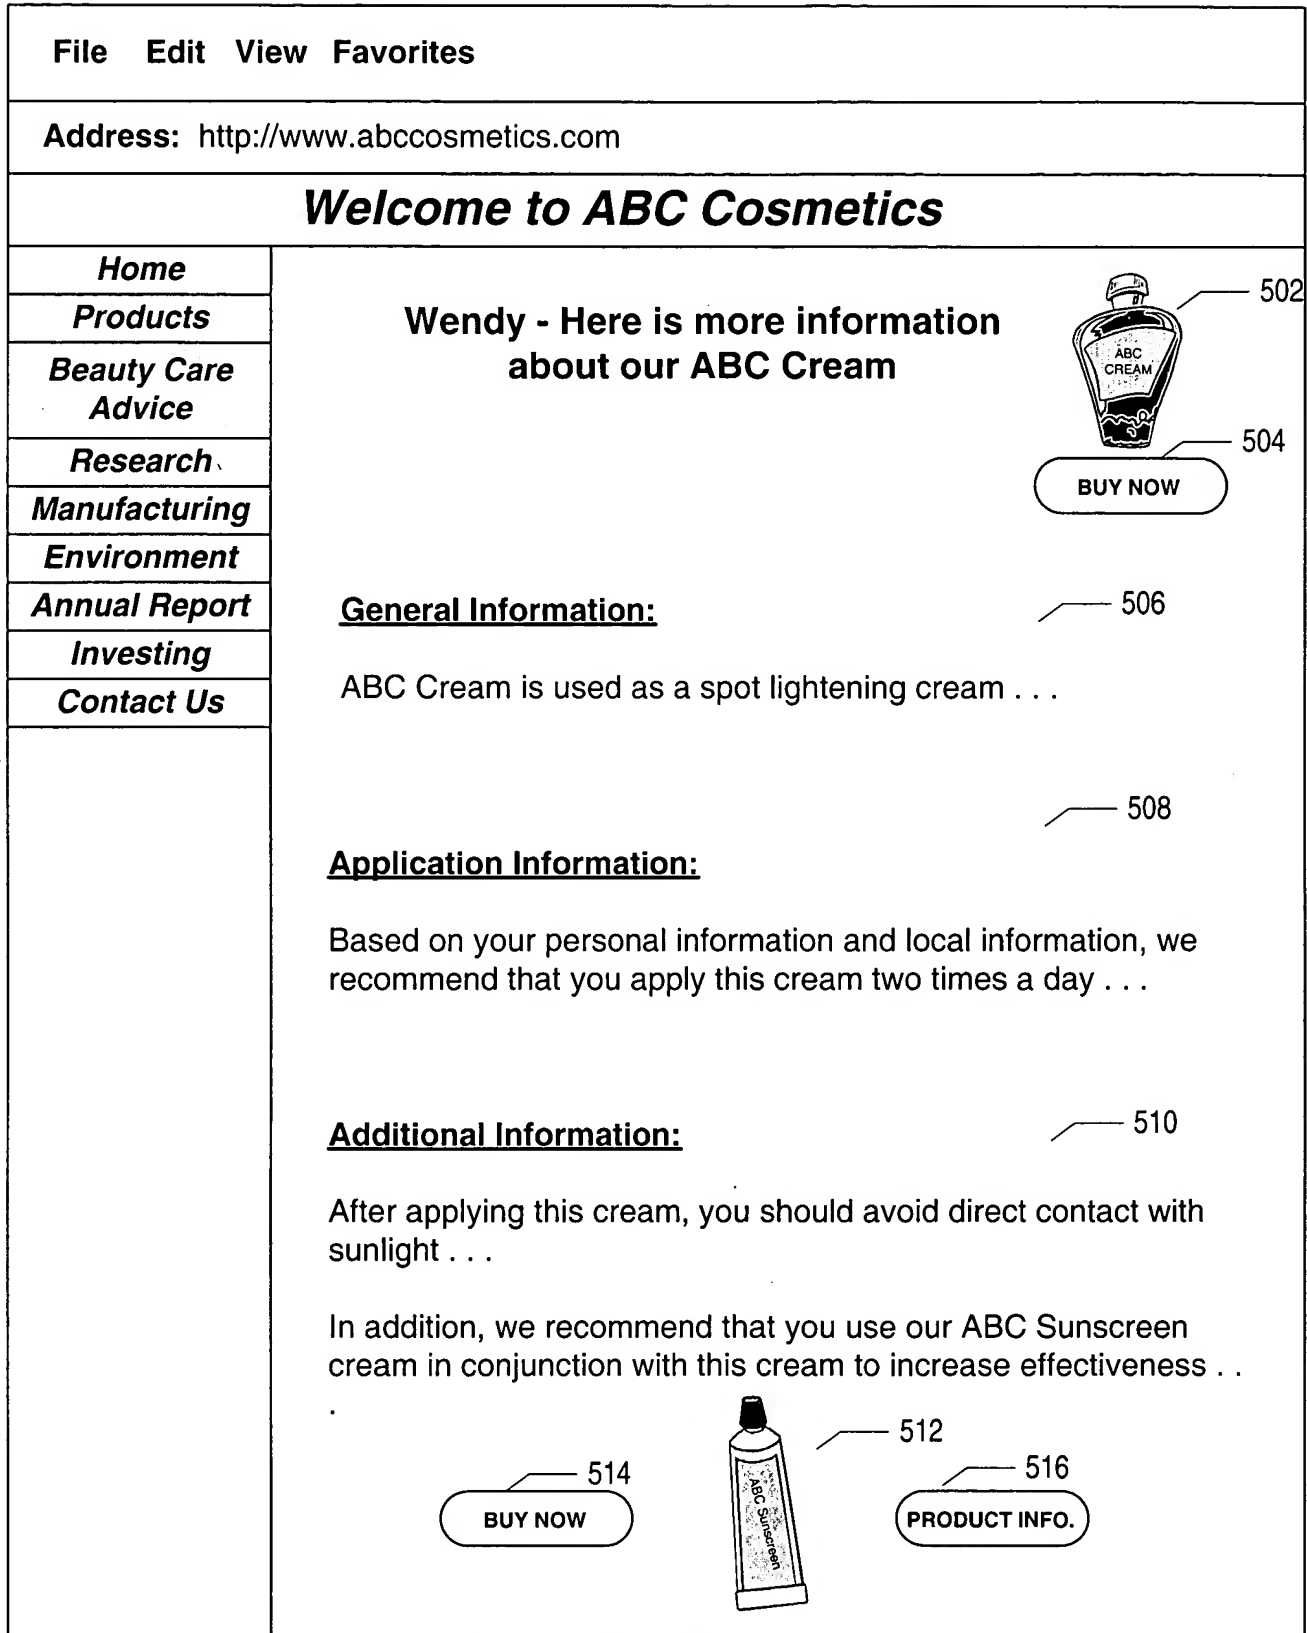 File Edit View Favorites
Address: http://www.abccosmetics.com
Welcome to ABC Cosmetics
Home
Products
Beauty Care
Advice
Research
Manufacturing
Environment
Annual Report
Investing
Contact Us
Wendy - Here is more information
about our ABC Cream
502
ABC
CREAM
504
BUY NOW
General Information:
506
ABC Cream is used as a spot lightening cream . . .
508
Application Information:
Based on your personal information and local information, we
recommend that you apply this cream two times a day . . .
Additional Information:
510
After applying this cream, you should avoid direct contact with
sunlight . . .
In addition, we recommend that you use our ABC Sunscreen
cream in conjunction with this cream to increase effectiveness . .
.
512
514
516
BUY NOW
ABC Sunscreen
PRODUCT INFO.